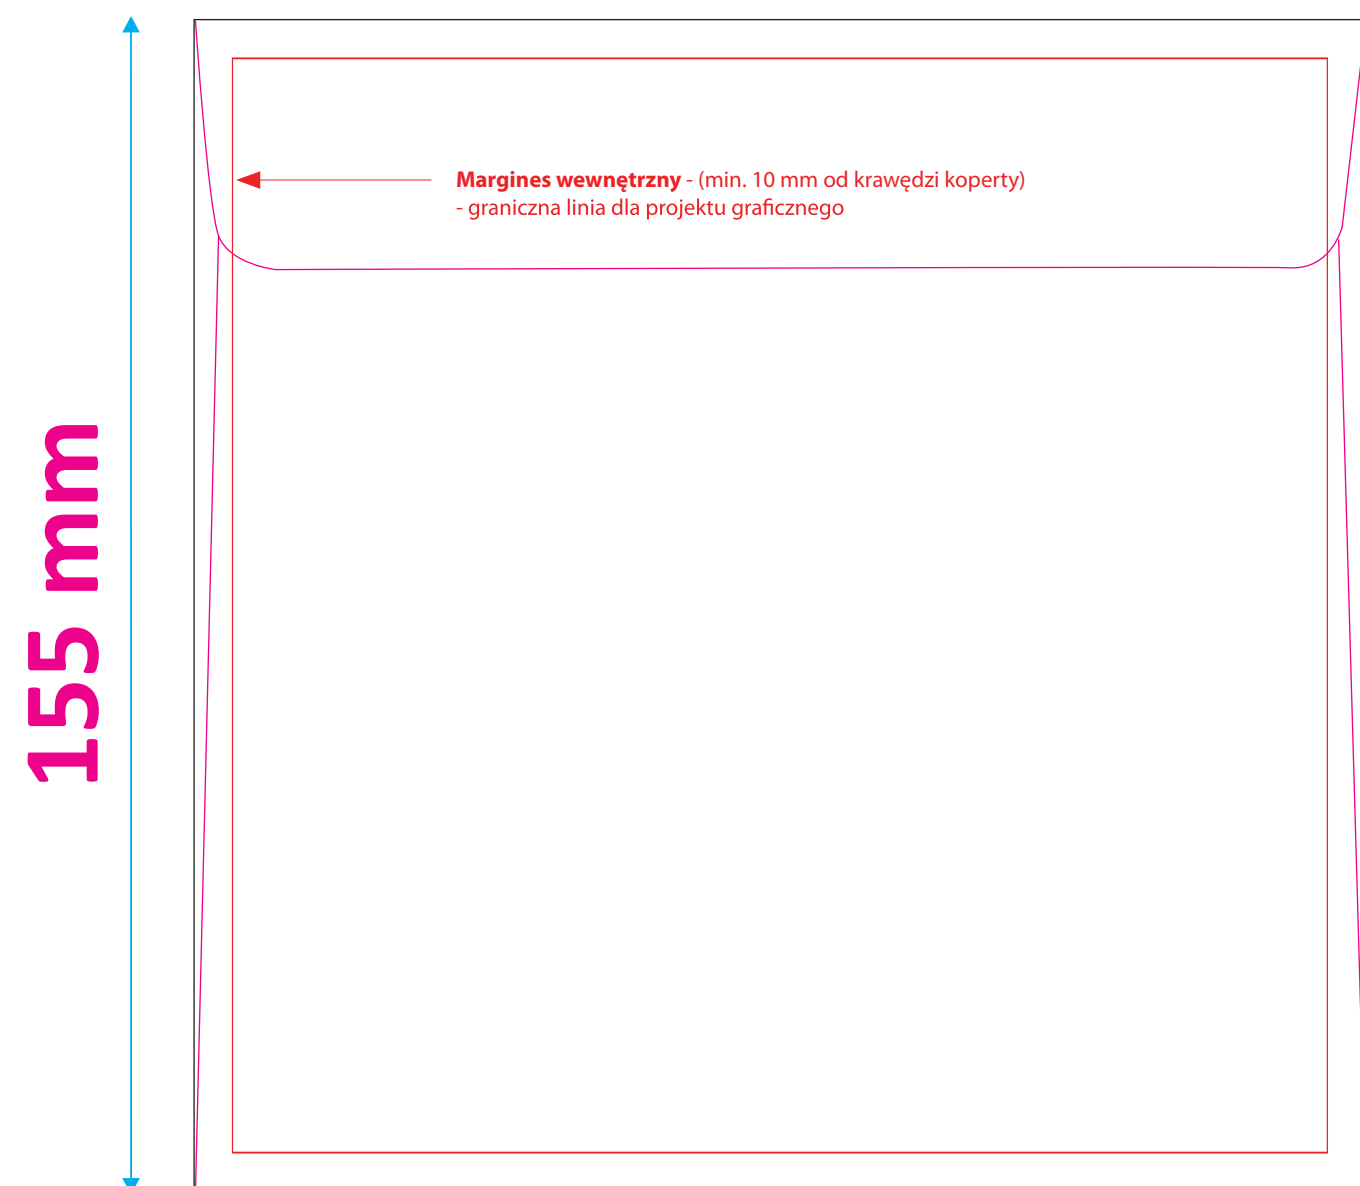 Margines wewnętrzny - (min. 10 mm od krawędzi koperty)
- graniczna linia dla projektu graficznego
155 mm